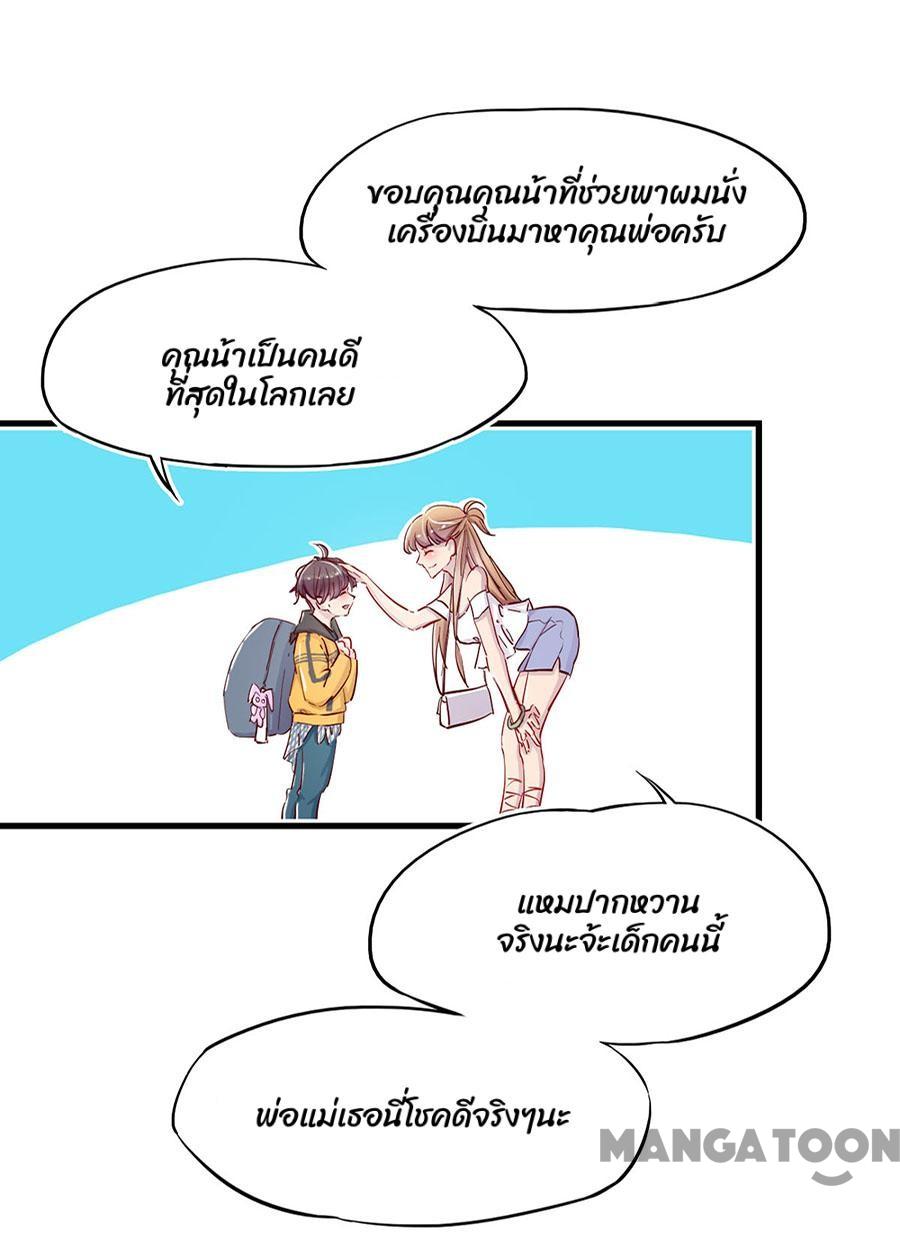 ขอบคุณคุณน้าที่ช่วยพาผมนั่ง
เครื่องบินมาหาคุณพ่อครับ
คุณน้าเป็นคนดี
ที่สุดในโลกเลย
แหมปากหวาน
จริงนะจ้ะเด็กคนนี้
พ่อแม่เธอนี่โชคดีจริงๆนะ
MANGATOON